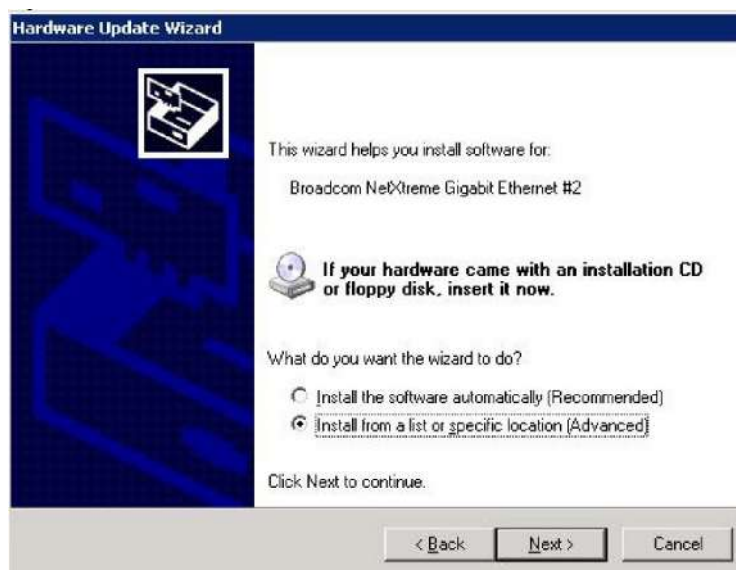 Hardware Update Wizard
This wizard helps you install software for:
Broadcom NetXtreme Gigabit Ethernet #2
If your hardware came with an installation CD
or floppy disk, insert it now.
What do you want the wizard to do?
Install the software automatically (Recommended)
Install from a list or specific location (Advanced)
Click Next to continue.
< Back
Next >
Cancel